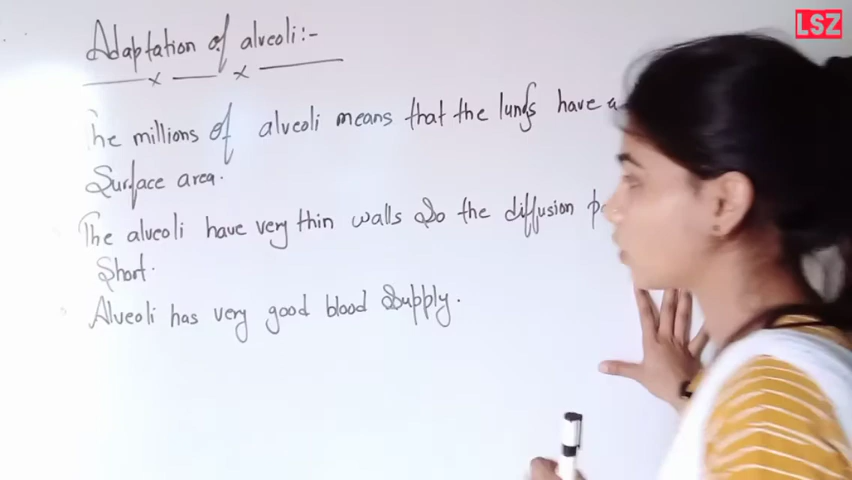 LSZ
Adaptation of alveoli:-
The millions of alveoli means that the lungs have a
Surface area.
The alveoli have very thin walls So the diffusion
Short.
Alveoli has very good blood Supply.